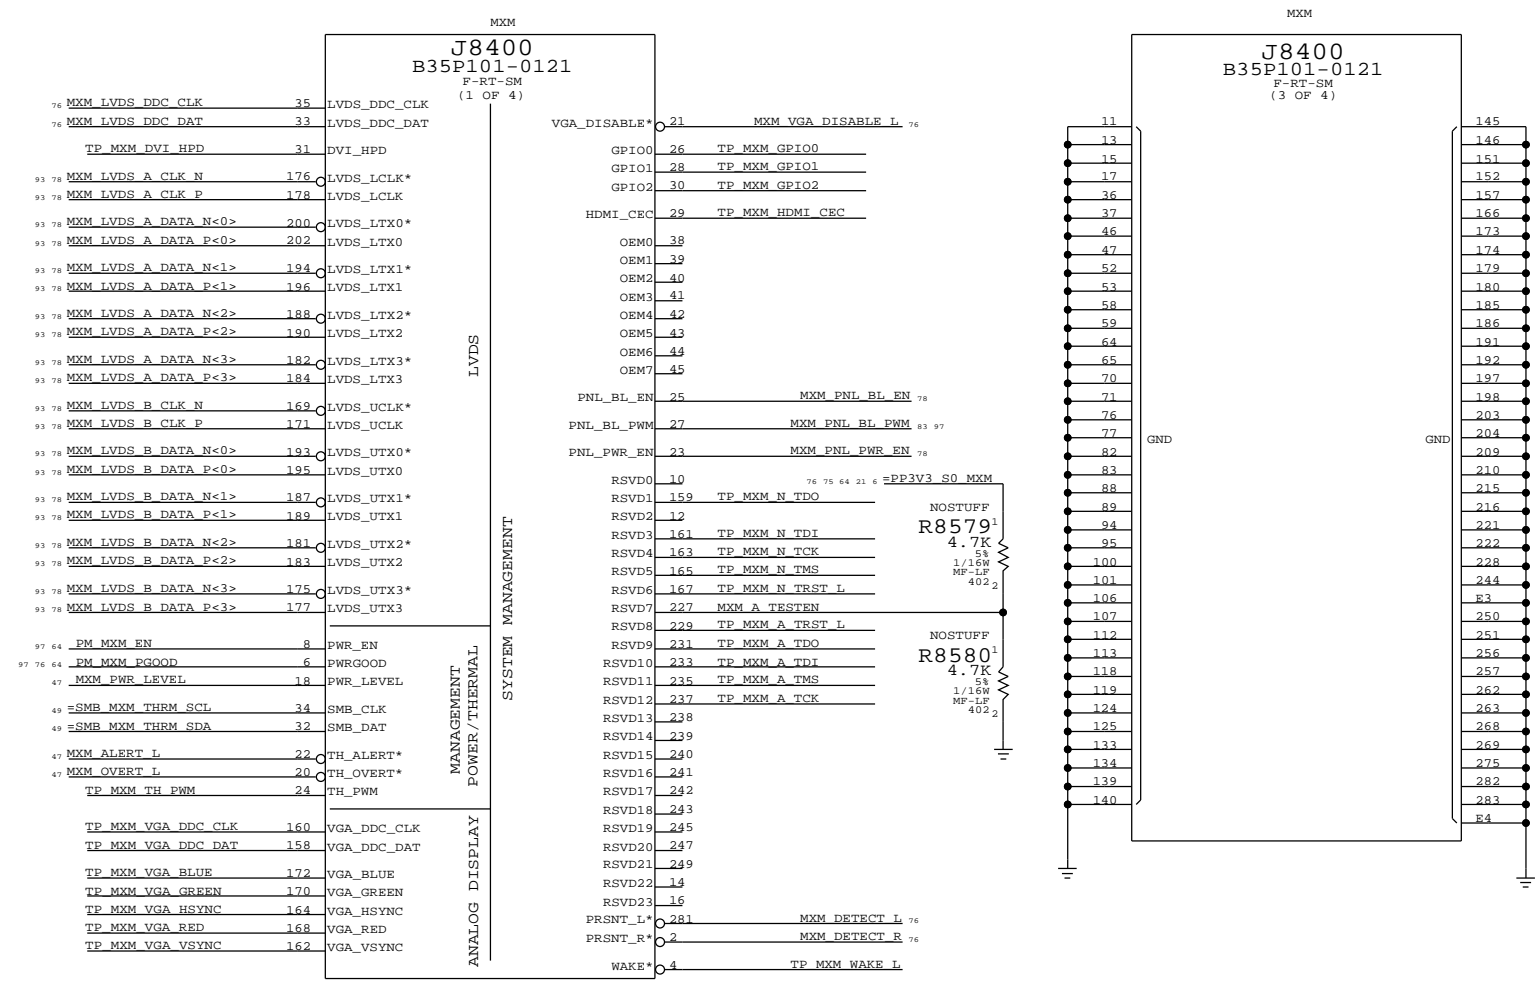 MXM
J8400
B35P101-0121
F-RT-SM
(1 OF 4)
76 MXM_LVDS_DDC_CLK 35 LVDS_DDC_CLK
76 MXM_LVDS_DDC_DAT 33 LVDS_DDC_DAT
TP_MXM_DVI_HPD 31 DVI_HPD
93 78 MXM_LVDS_A_CLK_N 176 LVDS_LCLK*
93 78 MXM_LVDS_A_CLK_P 178 LVDS_LCLK
93 78 MXM_LVDS_A_DATA_N<0> 200 LVDS_LTX0*
93 78 MXM_LVDS_A_DATA_P<0> 202 LVDS_LTX0
93 78 MXM_LVDS_A_DATA_N<1> 194 LVDS_LTX1*
93 78 MXM_LVDS_A_DATA_P<1> 196 LVDS_LTX1
93 78 MXM_LVDS_A_DATA_N<2> 188 LVDS_LTX2*
93 78 MXM_LVDS_A_DATA_P<2> 190 LVDS_LTX2
93 78 MXM_LVDS_A_DATA_N<3> 182 LVDS_LTX3*
93 78 MXM_LVDS_A_DATA_P<3> 184 LVDS_LTX3
93 78 MXM_LVDS_B_CLK_N 169 LVDS_UCLK*
93 78 MXM_LVDS_B_CLK_P 171 LVDS_UCLK
93 78 MXM_LVDS_B_DATA_N<0> 193 LVDS_UTX0*
93 78 MXM_LVDS_B_DATA_P<0> 195 LVDS_UTX0
93 78 MXM_LVDS_B_DATA_N<1> 187 LVDS_UTX1*
93 78 MXM_LVDS_B_DATA_P<1> 189 LVDS_UTX1
93 78 MXM_LVDS_B_DATA_N<2> 181 LVDS_UTX2*
93 78 MXM_LVDS_B_DATA_P<2> 183 LVDS_UTX2
93 78 MXM_LVDS_B_DATA_N<3> 175 LVDS_UTX3*
93 78 MXM_LVDS_B_DATA_P<3> 177 LVDS_UTX3
97 64 PM_MXM_EN 8 PWR_EN
97 76 64 PM_MXM_PGOOD 6 PWRGOOD
47 MXM_PWR_LEVEL 18 PWR_LEVEL
49 =SMB_MXM_THRM_SCL 34 SMB_CLK
49 =SMB_MXM_THRM_SDA 32 SMB_DAT
47 MXM_ALERT_L 22 TH_ALERT*
47 MXM_OVERT_L 20 TH_OVERT*
TP_MXM_TH_PWM 24 TH_PWM
TP_MXM_VGA_DDC_CLK 160 VGA_DDC_CLK
TP_MXM_VGA_DDC_DAT 158 VGA_DDC_DAT
TP_MXM_VGA_BLUE 172 VGA_BLUE
TP_MXM_VGA_GREEN 170 VGA_GREEN
TP_MXM_VGA_HSYNC 164 VGA_HSYNC
TP_MXM_VGA_RED 168 VGA_RED
TP_MXM_VGA_VSYNC 162 VGA_VSYNC
LVDS
MANAGEMENT
POWER/THERMAL
ANALOG DISPLAY
SYSTEM MANAGEMENT
VGA_DISABLE* 21 MXM_VGA_DISABLE_L 76
GPIO0 26 TP_MXM_GPIO0
GPIO1 28 TP_MXM_GPIO1
GPIO2 30 TP_MXM_GPIO2
HDMI_CEC 29 TP_MXM_HDMI_CEC
OEM0 38
OEM1 39
OEM2 40
OEM3 41
OEM4 42
OEM5 43
OEM6 44
OEM7 45
PNL_BL_EN 25 MXM_PNL_BL_EN 78
PNL_BL_PWM 27 MXM_PNL_BL_PWM 83 97
PNL_PWR_EN 23 MXM_PNL_PWR_EN 78
RSVD0 10
RSVD1 159 TP_MXM_N_TDO
RSVD2 12
RSVD3 161 TP_MXM_N_TDI
RSVD4 163 TP_MXM_N_TCK
RSVD5 165 TP_MXM_N_TMS
RSVD6 167 TP_MXM_N_TRST_L
RSVD7 227 MXM_A_TESTEN
RSVD8 229 TP_MXM_A_TRST_L
RSVD9 231 TP_MXM_A_TDO
RSVD10 233 TP_MXM_A_TDI
RSVD11 235 TP_MXM_A_TMS
RSVD12 237 TP_MXM_A_TCK
RSVD13 238
RSVD14 239
RSVD15 240
RSVD16 241
RSVD17 242
RSVD18 243
RSVD19 245
RSVD20 247
RSVD21 249
RSVD22 14
RSVD23 16
PRSNT_L* 281 MXM_DETECT_L 76
PRSNT_R* 2 MXM_DETECT_R 76
WAKE* 4 TP_MXM_WAKE_L
76 75 64 21 6 =PP3V3_S0_MXM
NOSTUFF
R8579 1
4.7K
5%
1/16W
MF-LF
402 2
NOSTUFF
R8580 1
4.7K
5%
1/16W
MF-LF
402 2
MXM
J8400
B35P101-0121
F-RT-SM
(3 OF 4)
11
13
15
17
36
37
46
47
52
53
58
59
64
65
70
71
76
77
82
83
88
89
94
95
100
101
106
107
112
113
118
119
124
125
133
134
139
140
GND
GND
145
146
151
152
157
166
173
174
179
180
185
186
191
192
197
198
203
204
209
210
215
216
221
222
228
244
E3
250
251
256
257
262
263
268
269
275
282
283
E4